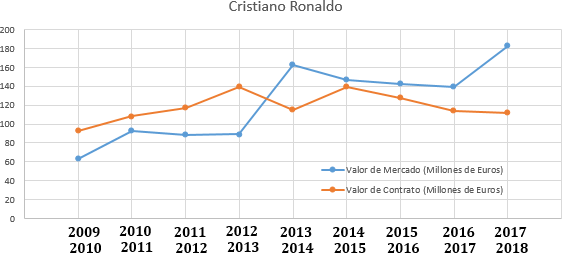 Cristiano Ronaldo
200
180
160
140
120
100
80
60
40
20
0
Valor de Mercado (Millones de Euros)
Valor de Contrato (Millones de Euros)
2009 2010 2011 2012 2013 2014 2015 2016 2017
2010 2011 2012 2013 2014 2015 2016 2017 2018